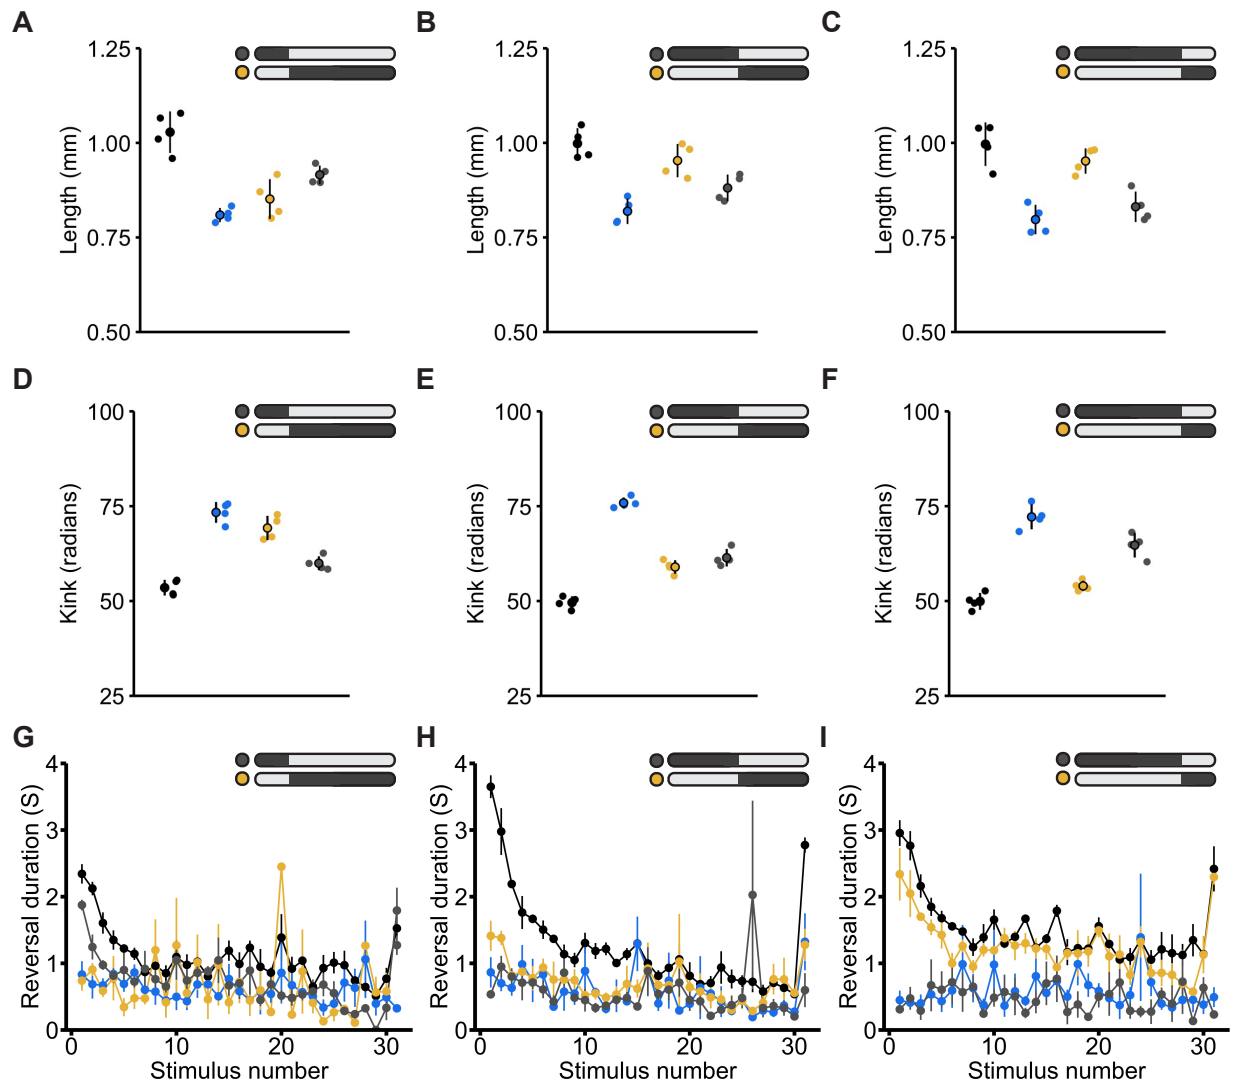 A
B
C
1.25
1.00
0.75
0.50
Length (mm)
1.25
1.00
0.75
0.50
Length (mm)
1.25
1.00
0.75
0.50
Length (mm)
D
E
F
100
75
50
25
Kink (radians)
100
75
50
25
Kink (radians)
100
75
50
25
Kink (radians)
G
H
I
4
3
2
1
0
Reversal duration (S)
0
10
20
30
Stimulus number
4
3
2
1
0
Reversal duration (S)
0
10
20
30
Stimulus number
4
3
2
1
0
Reversal duration (S)
0
10
20
30
Stimulus number